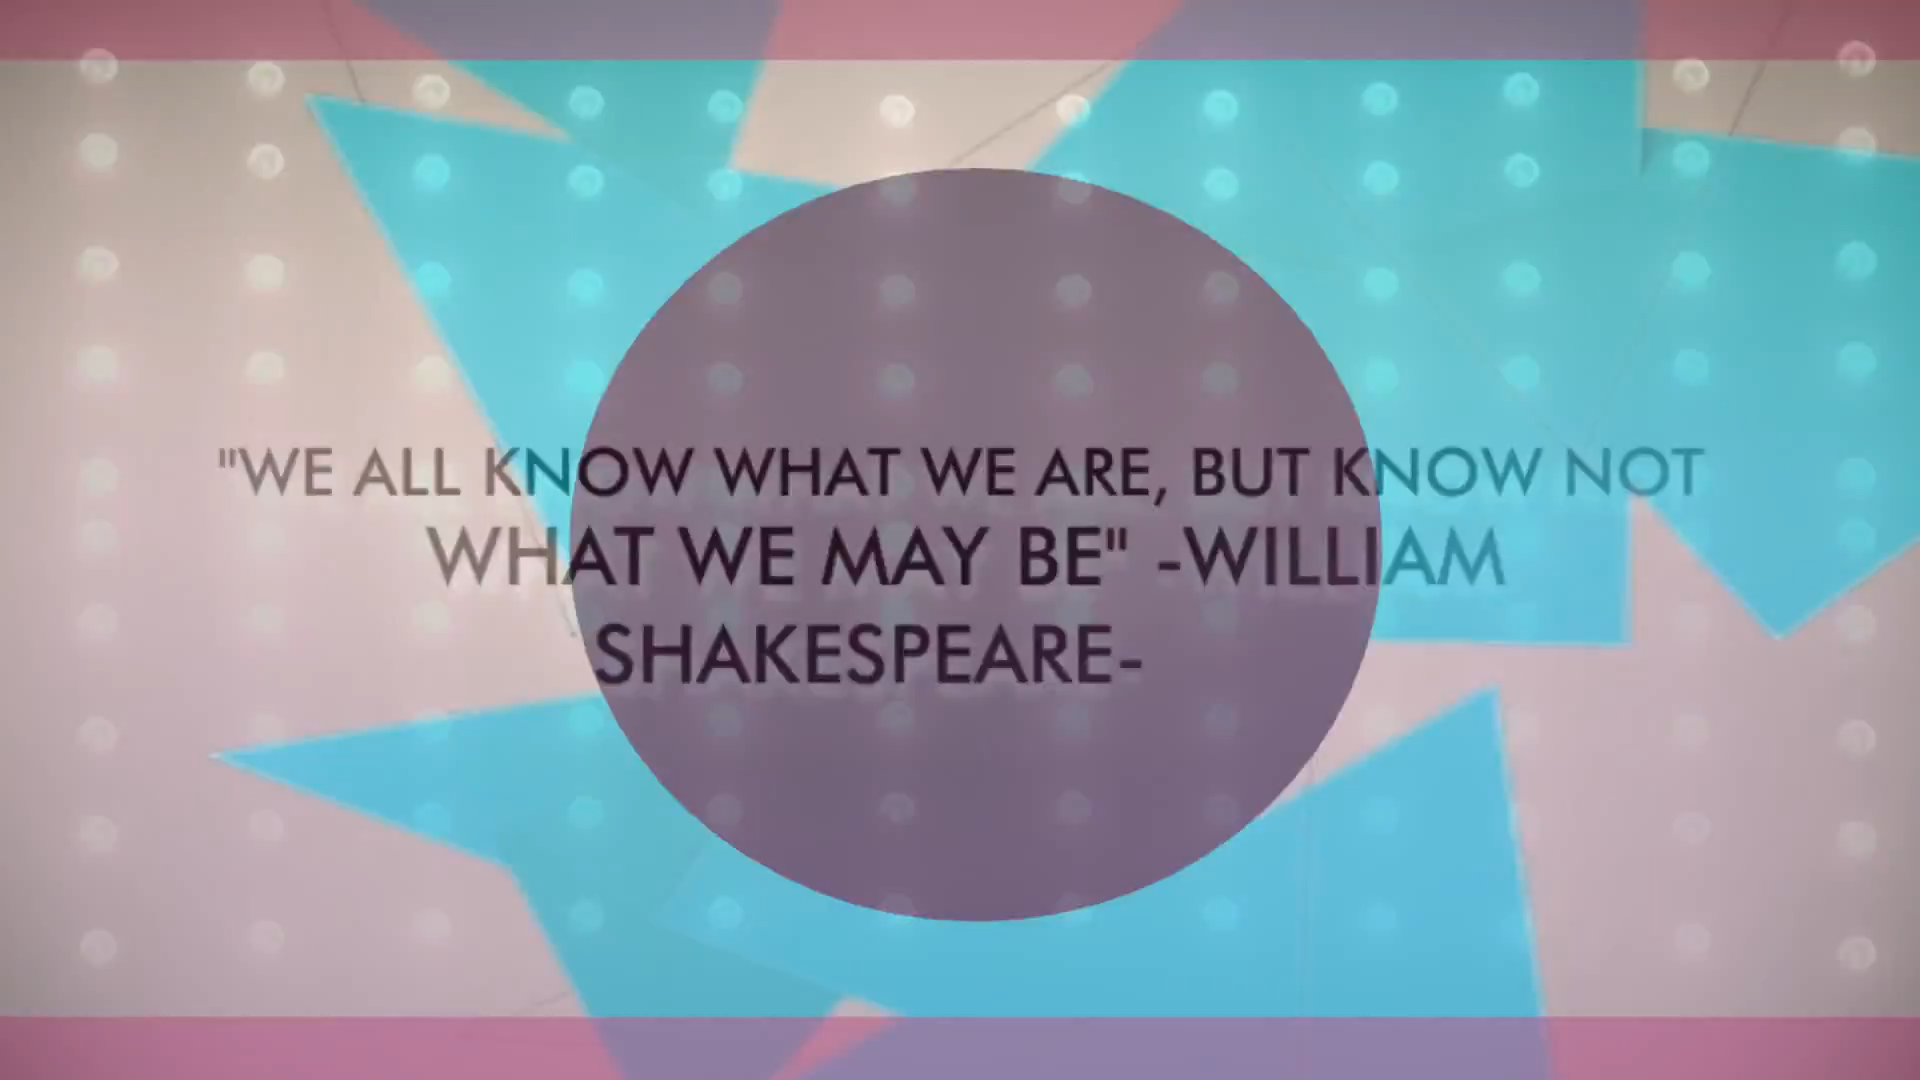 "WE ALL KNOW WHAT WE ARE, BUT KNOW NOT
WHAT WE MAY BE" -WILLIAM
SHAKESPEARE-